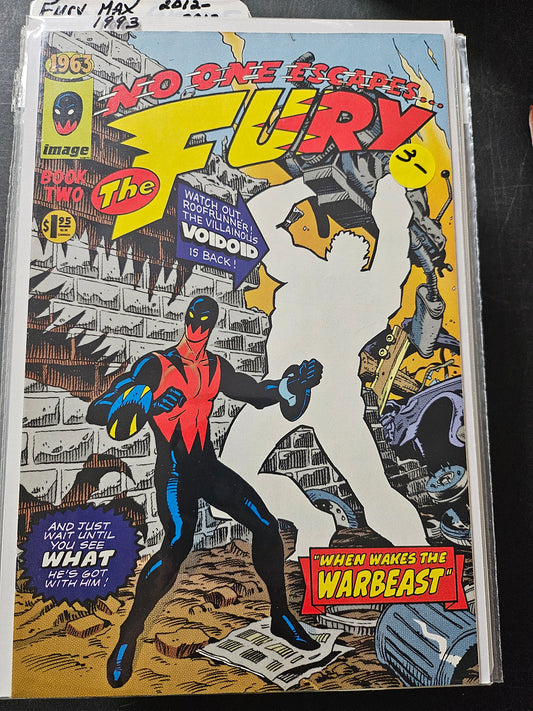 FURY MAX 2012-
1993
1963
NO ONE ESCAPES...
The FURY
image
BOOK
TWO
$1.95
3-
WATCH OUT,
ROOFRUNNER!
THE VILLAINOUS
VOIDOID
IS BACK!
AND JUST
WAIT UNTIL
YOU SEE
WHAT
HE'S GOT
WITH HIM!
"WHEN WAKES THE
WARBEAST"